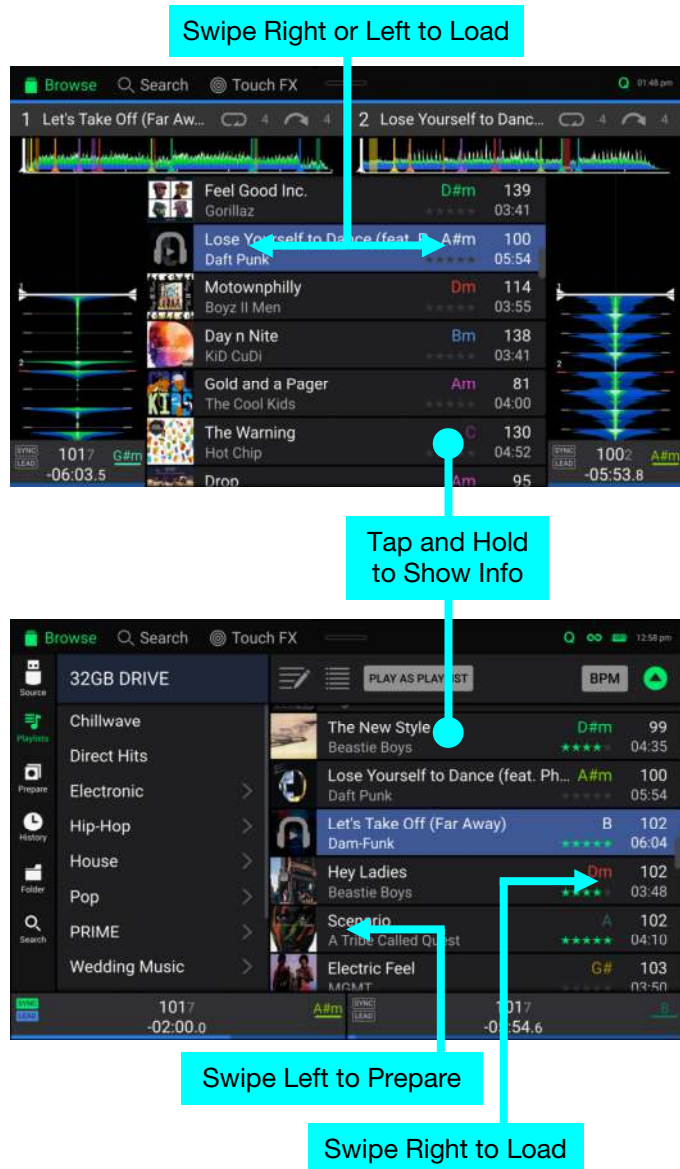 Swipe Right or Left to Load
Browse Search Touch FX 01:48 pm
1 Let's Take Off (Far Aw... 4 4 2 Lose Yourself to Danc... 4 4
Feel Good Inc. D#m 139
Gorillaz 03:41
Lose Yourself to Dance (feat. P A#m 100
Daft Punk 05:54
Motownphilly Dm 114
Boyz II Men 03:55
Day n Nite Bm 138
KiD CuDi 03:41
Gold and a Pager Am 81
The Cool Kids 04:00
The Warning C 130
Hot Chip 04:52
Drop Am 95
1
2
1
2
SYNC
LEAD
1017 G#m
-06:03.5
SYNC
LEAD
1002 A#m
-05:53.8
Tap and Hold
to Show Info
Browse Search Touch FX 12:58 pm
Source
Playlists
Prepare
History
Folder
Search
32GB DRIVE
Chillwave
Direct Hits
Electronic
Hip-Hop
House
Pop
PRIME
Wedding Music
PLAY AS PLAYLIST BPM
The New Style D#m 99
Beastie Boys 04:35
Lose Yourself to Dance (feat. Ph... A#m 100
Daft Punk 05:54
Let's Take Off (Far Away) B 102
Dam-Funk 06:04
Hey Ladies Dm 102
Beastie Boys 03:48
Scenario A 102
A Tribe Called Quest 04:10
Electric Feel G# 103
MGMT 03:50
SYNC
LEAD
1017 A#m
-02:00.0
SYNC
LEAD
1017 B
54.6
Swipe Left to Prepare
Swipe Right to Load